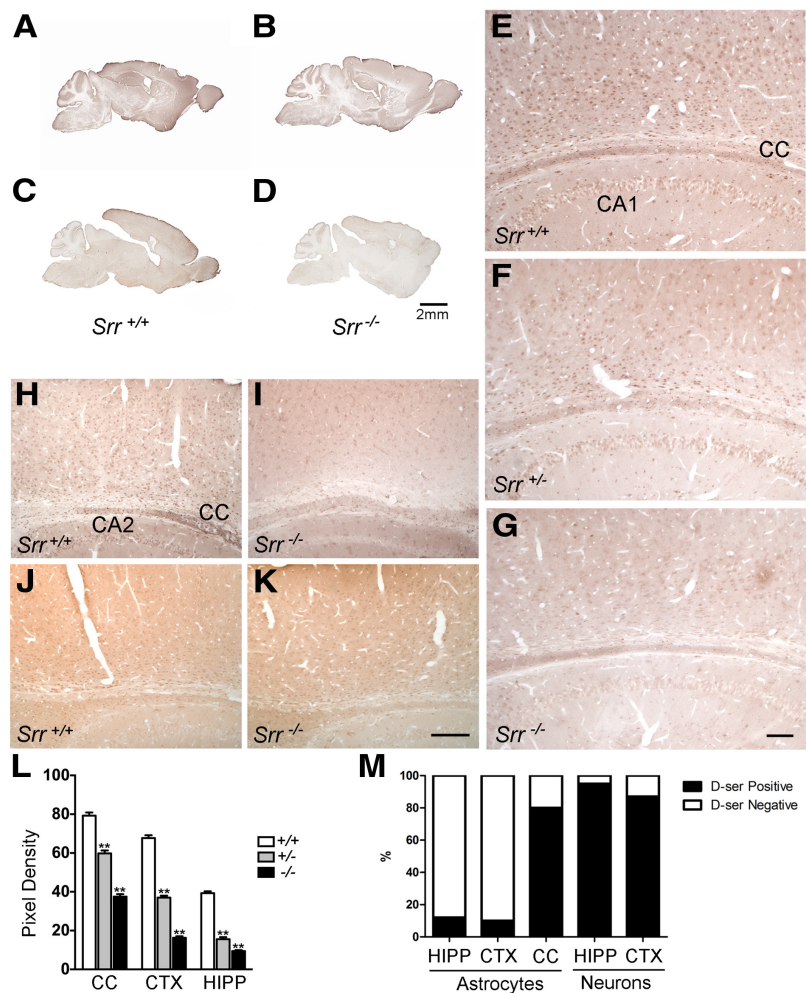 A
B
C
D
Srr +/+
Srr -/-
2mm
E
CC
CA1
Srr +/+
F
Srr +/-
G
Srr -/-
H
CC
CA2
Srr +/+
I
Srr -/-
J
Srr +/+
K
Srr -/-
L
Pixel Density
100
80
60
40
20
0
**
**
**
**
**
**
CC CTX HIPP
+/+
+/-
-/-
M
%
100
80
60
40
20
0
HIPP CTX CC HIPP CTX
Astrocytes Neurons
D-ser Positive
D-ser Negative